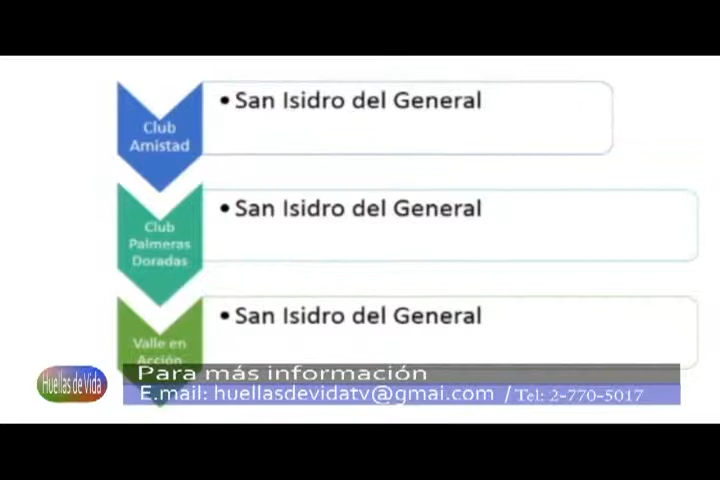 Club
Amistad
• San Isidro del General
Club
Palmeras
Doradas
• San Isidro del General
Valle en
Acción
• San Isidro del General
Huellas de Vida
Para más información
E.mail: huellasdevidatv@gmai.com / Tel: 2-770-5017